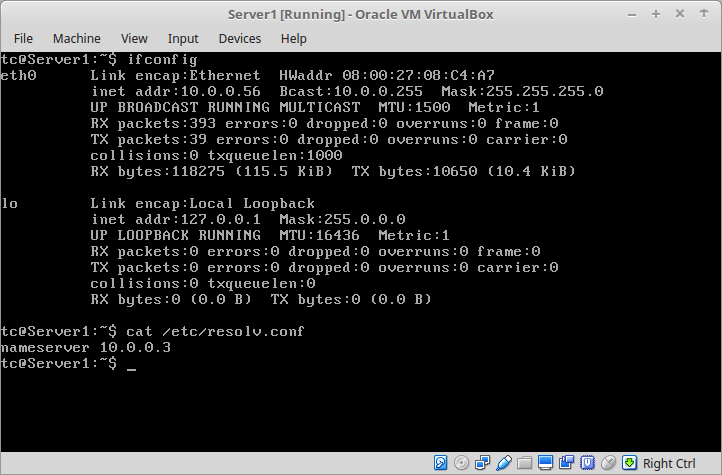 Server1 [Running] - Oracle VM VirtualBox
File Machine View Input Devices Help
tc@Server1:~$ ifconfig
eth0      Link encap:Ethernet  HWaddr 08:00:27:08:C4:A7
          inet addr:10.0.0.56  Bcast:10.0.0.255  Mask:255.255.255.0
          UP BROADCAST RUNNING MULTICAST  MTU:1500  Metric:1
          RX packets:393 errors:0 dropped:0 overruns:0 frame:0
          TX packets:39 errors:0 dropped:0 overruns:0 carrier:0
          collisions:0 txqueuelen:1000
          RX bytes:118275 (115.5 KiB)  TX bytes:10650 (10.4 KiB)
lo        Link encap:Local Loopback
          inet addr:127.0.0.1  Mask:255.0.0.0
          UP LOOPBACK RUNNING  MTU:16436  Metric:1
          RX packets:0 errors:0 dropped:0 overruns:0 frame:0
          TX packets:0 errors:0 dropped:0 overruns:0 carrier:0
          collisions:0 txqueuelen:0
          RX bytes:0 (0.0 B)  TX bytes:0 (0.0 B)
tc@Server1:~$ cat /etc/resolv.conf
nameserver 10.0.0.3
tc@Server1:~$ _
Right Ctrl